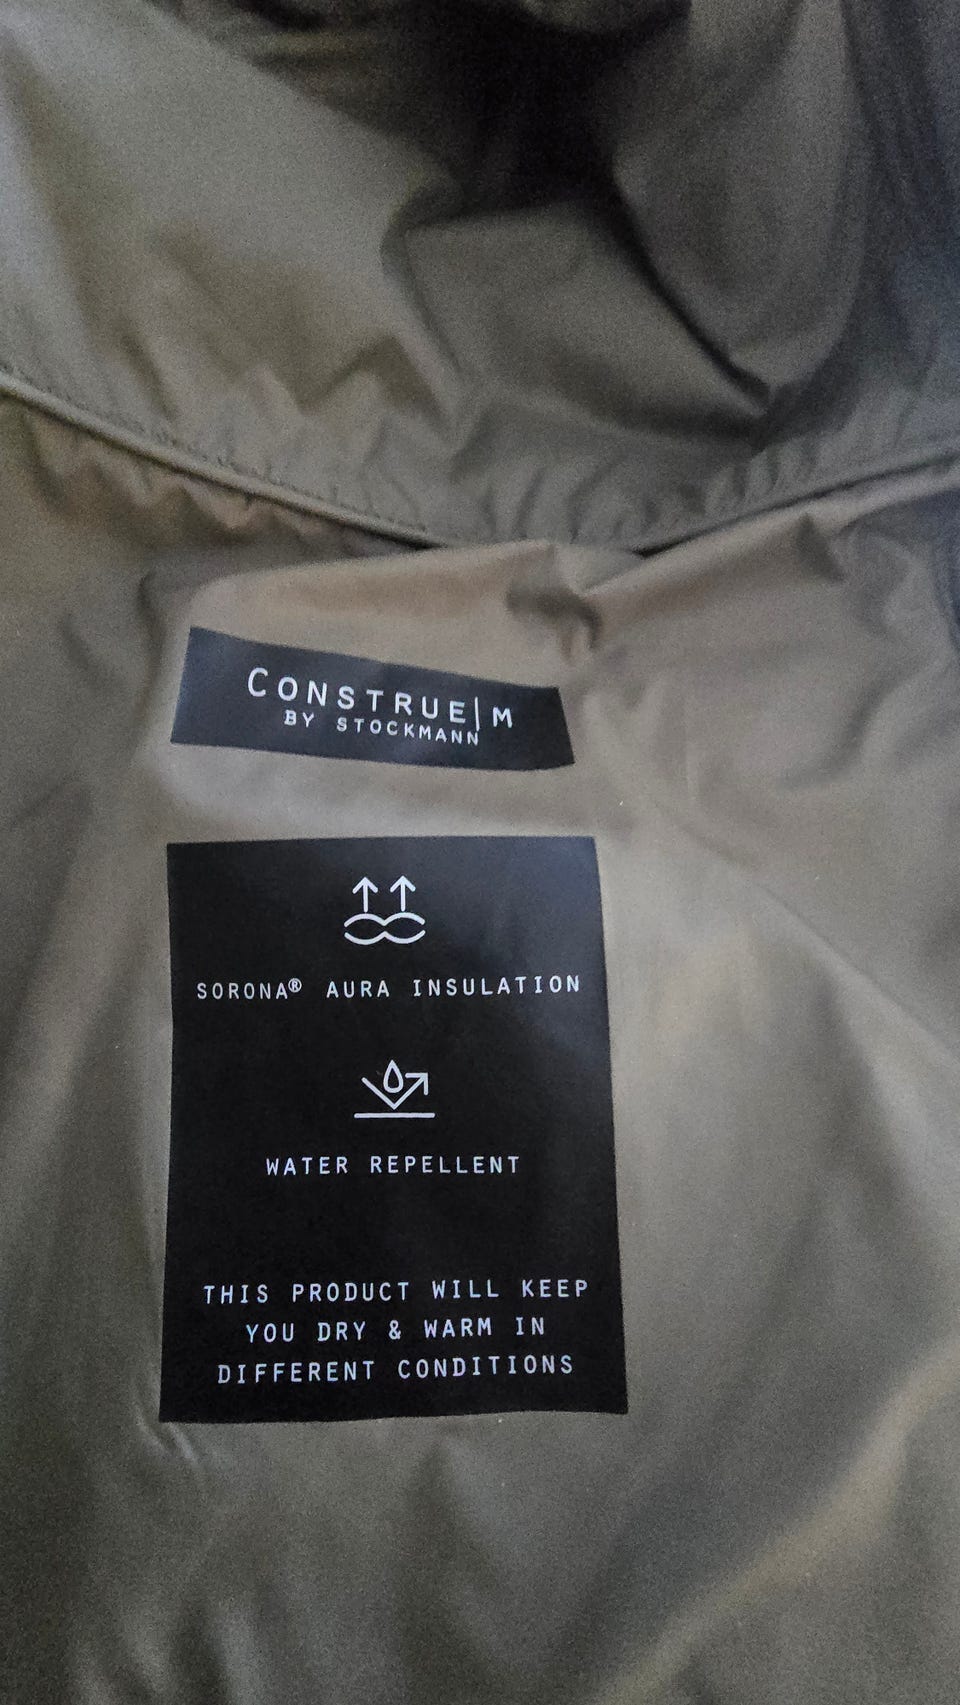 CONSTRUE|M
BY STOCKMANN
SORONA® AURA INSULATION
WATER REPELLENT
THIS PRODUCT WILL KEEP
YOU DRY & WARM IN
DIFFERENT CONDITIONS